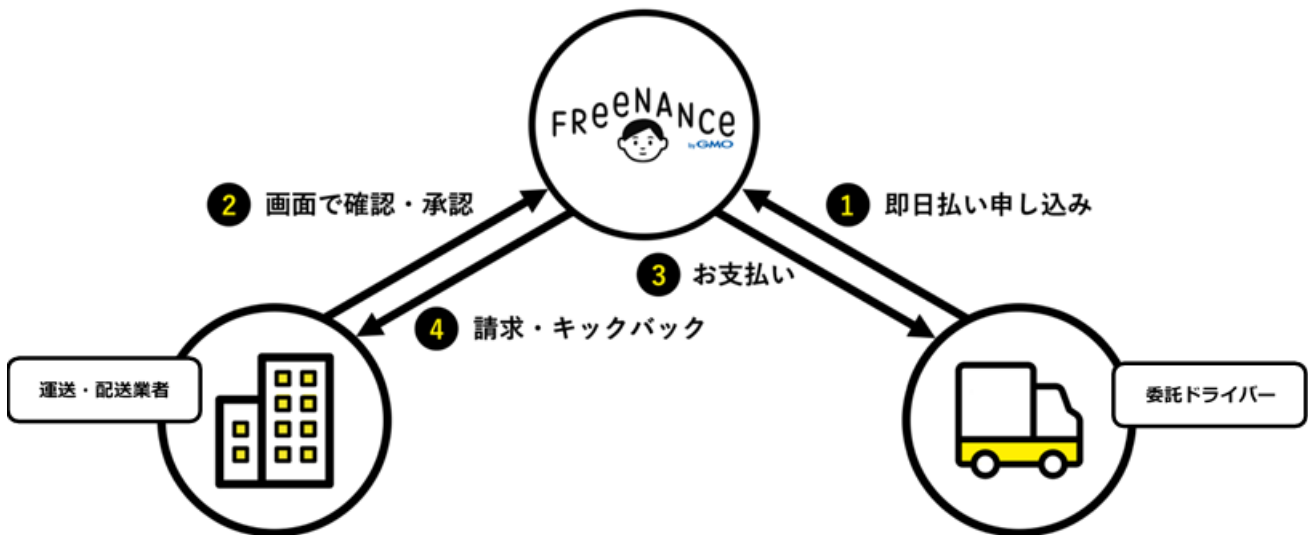 FReeNANCe
by GMO
2 画面で確認・承認
1 即日払い申し込み
3 お支払い
4 請求・キックバック
運送・配送業者
委託ドライバー